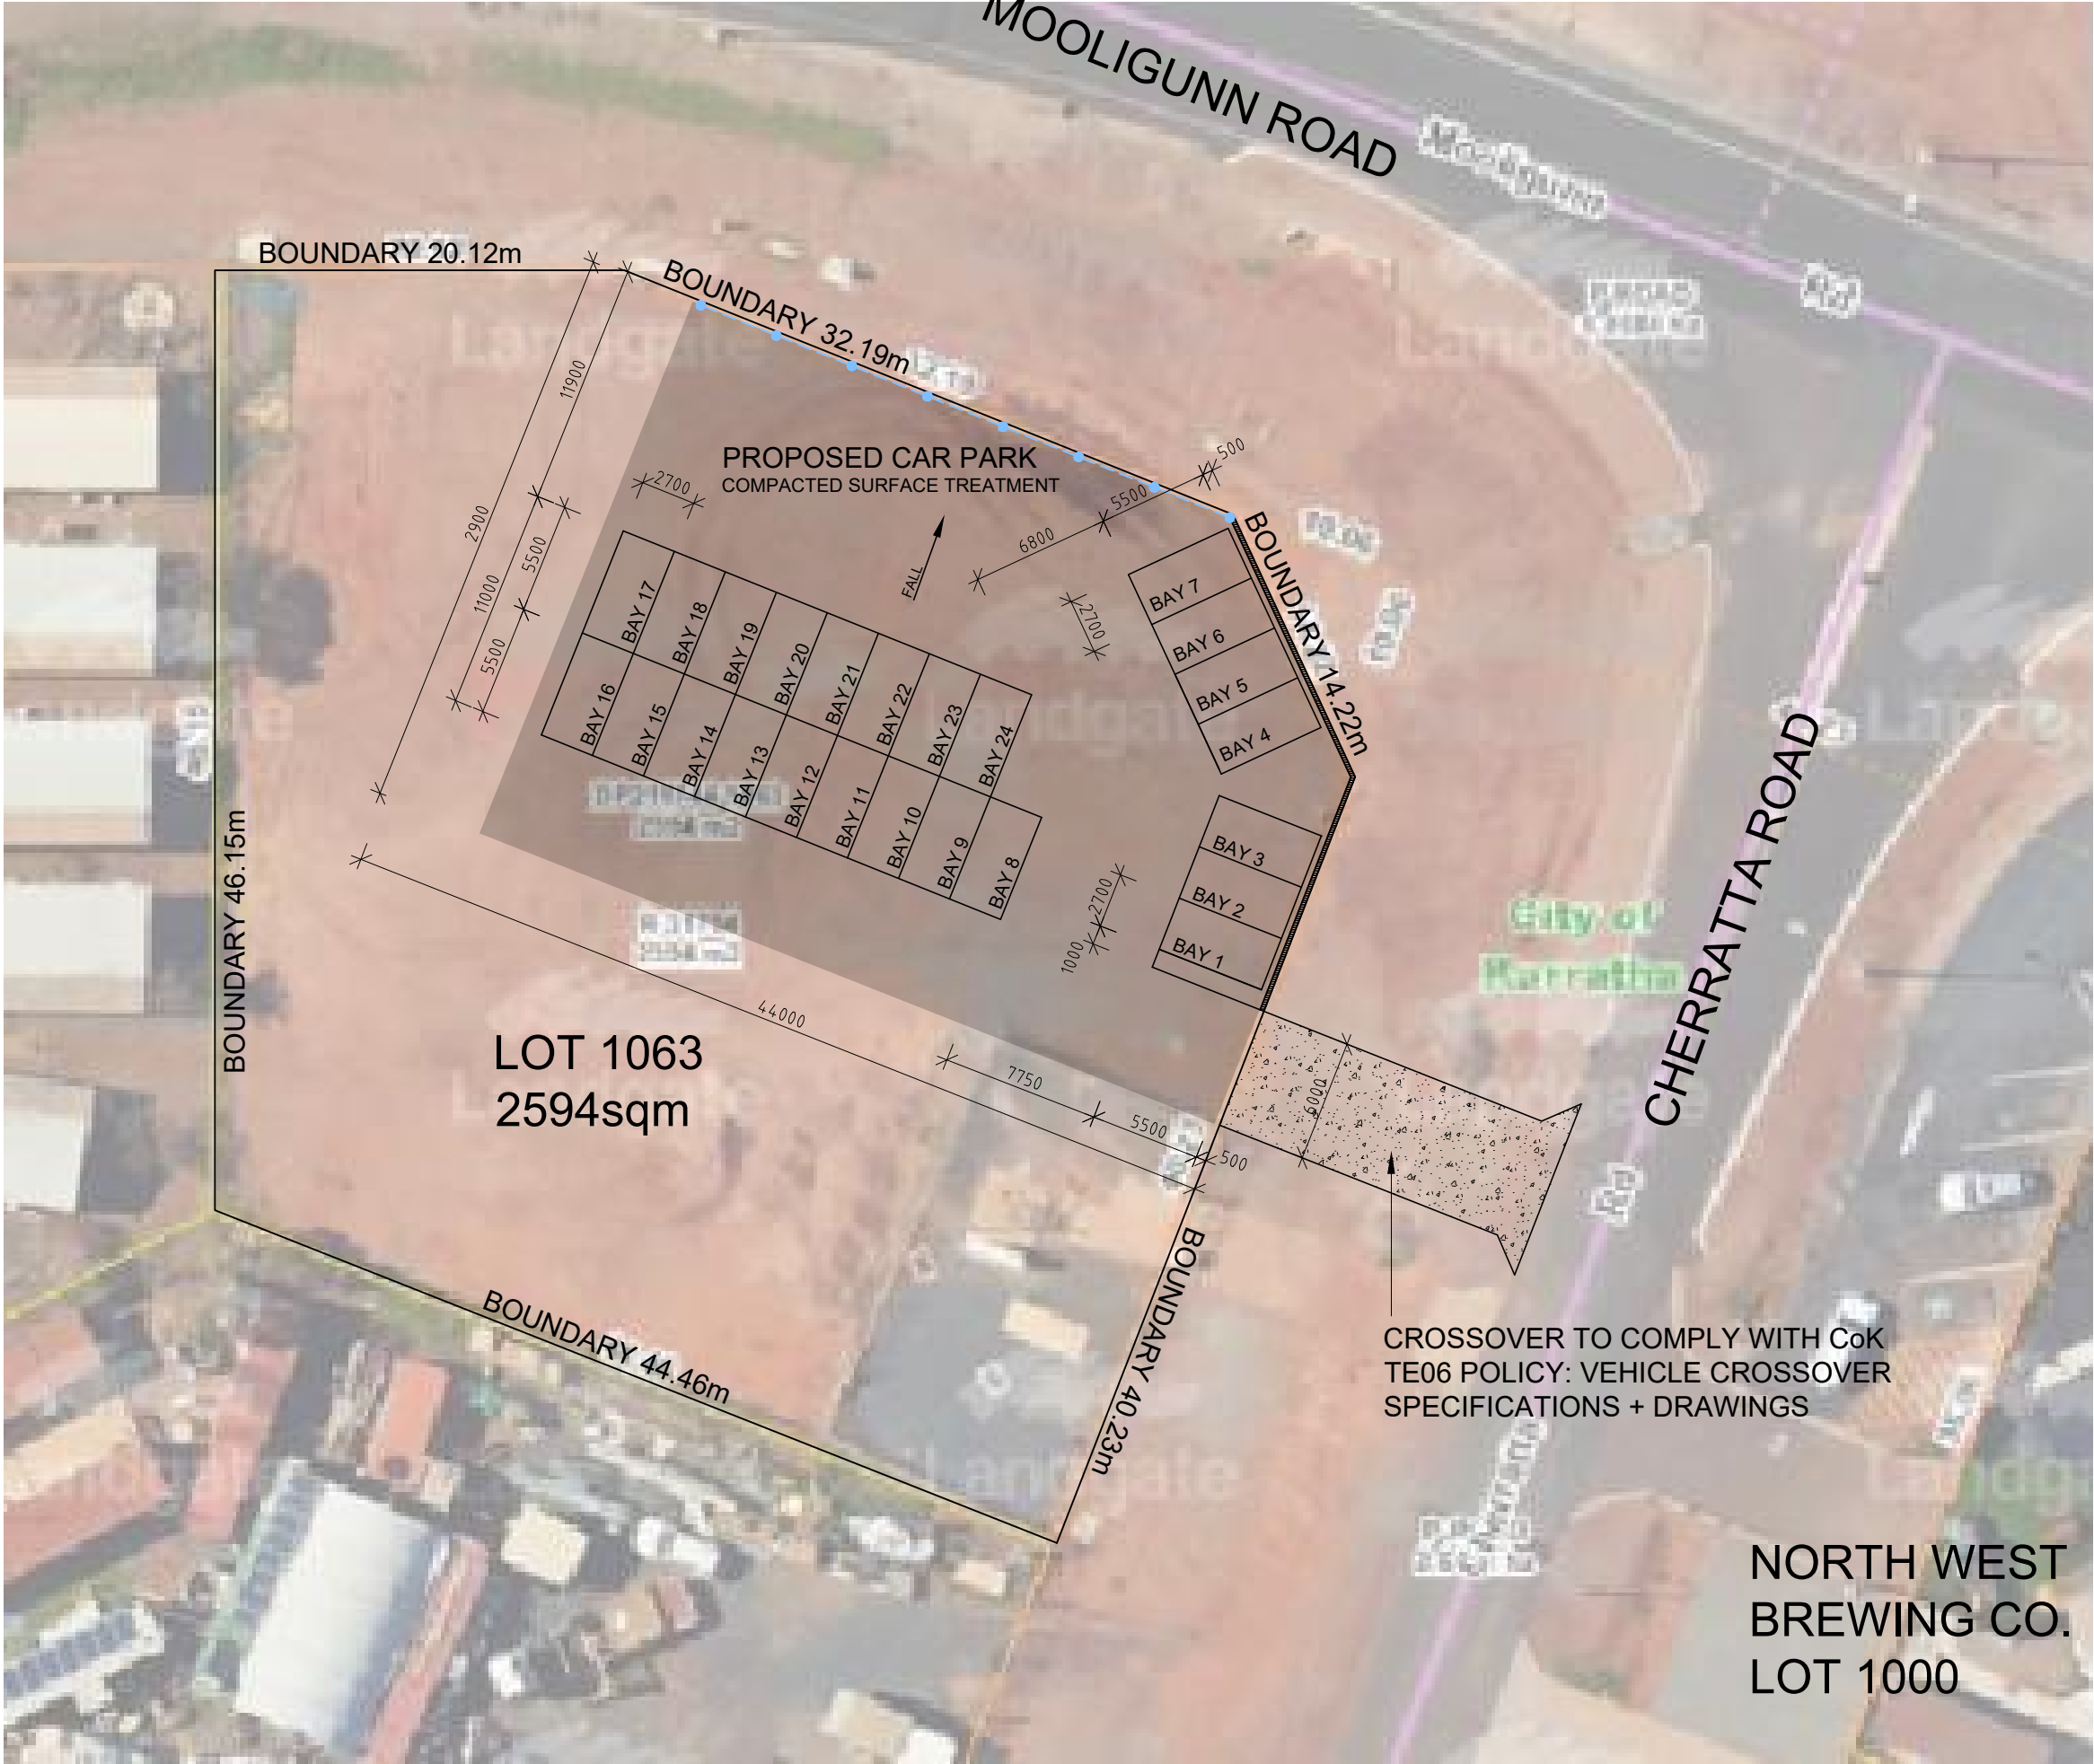 MOOLIGUNN ROAD
Rd
BOUNDARY 20.12m
BOUNDARY 32.19m
11900
2900
11000
5500
5500
2700
PROPOSED CAR PARK
COMPACTED SURFACE TREATMENT
FALL
6800
5500
500
2700
BOUNDARY 14.22m
BAY 7
BAY 6
BAY 5
BAY 4
BAY 17
BAY 18
BAY 19
BAY 20
BAY 21
BAY 22
BAY 23
BAY 24
BAY 16
BAY 15
BAY 14
BAY 13
BAY 12
BAY 11
BAY 10
BAY 9
BAY 8
BAY 3
BAY 2
BAY 1
2700
1000
Landgate
City of
Karratha
CHERRATTA ROAD
Rd
BOUNDARY 46.15m
LOT 1063
2594sqm
44000
7750
5500
500
6000
BOUNDARY 40.23m
BOUNDARY 44.46m
CROSSOVER TO COMPLY WITH CoK
TE06 POLICY: VEHICLE CROSSOVER
SPECIFICATIONS + DRAWINGS
NORTH WEST
BREWING CO.
LOT 1000